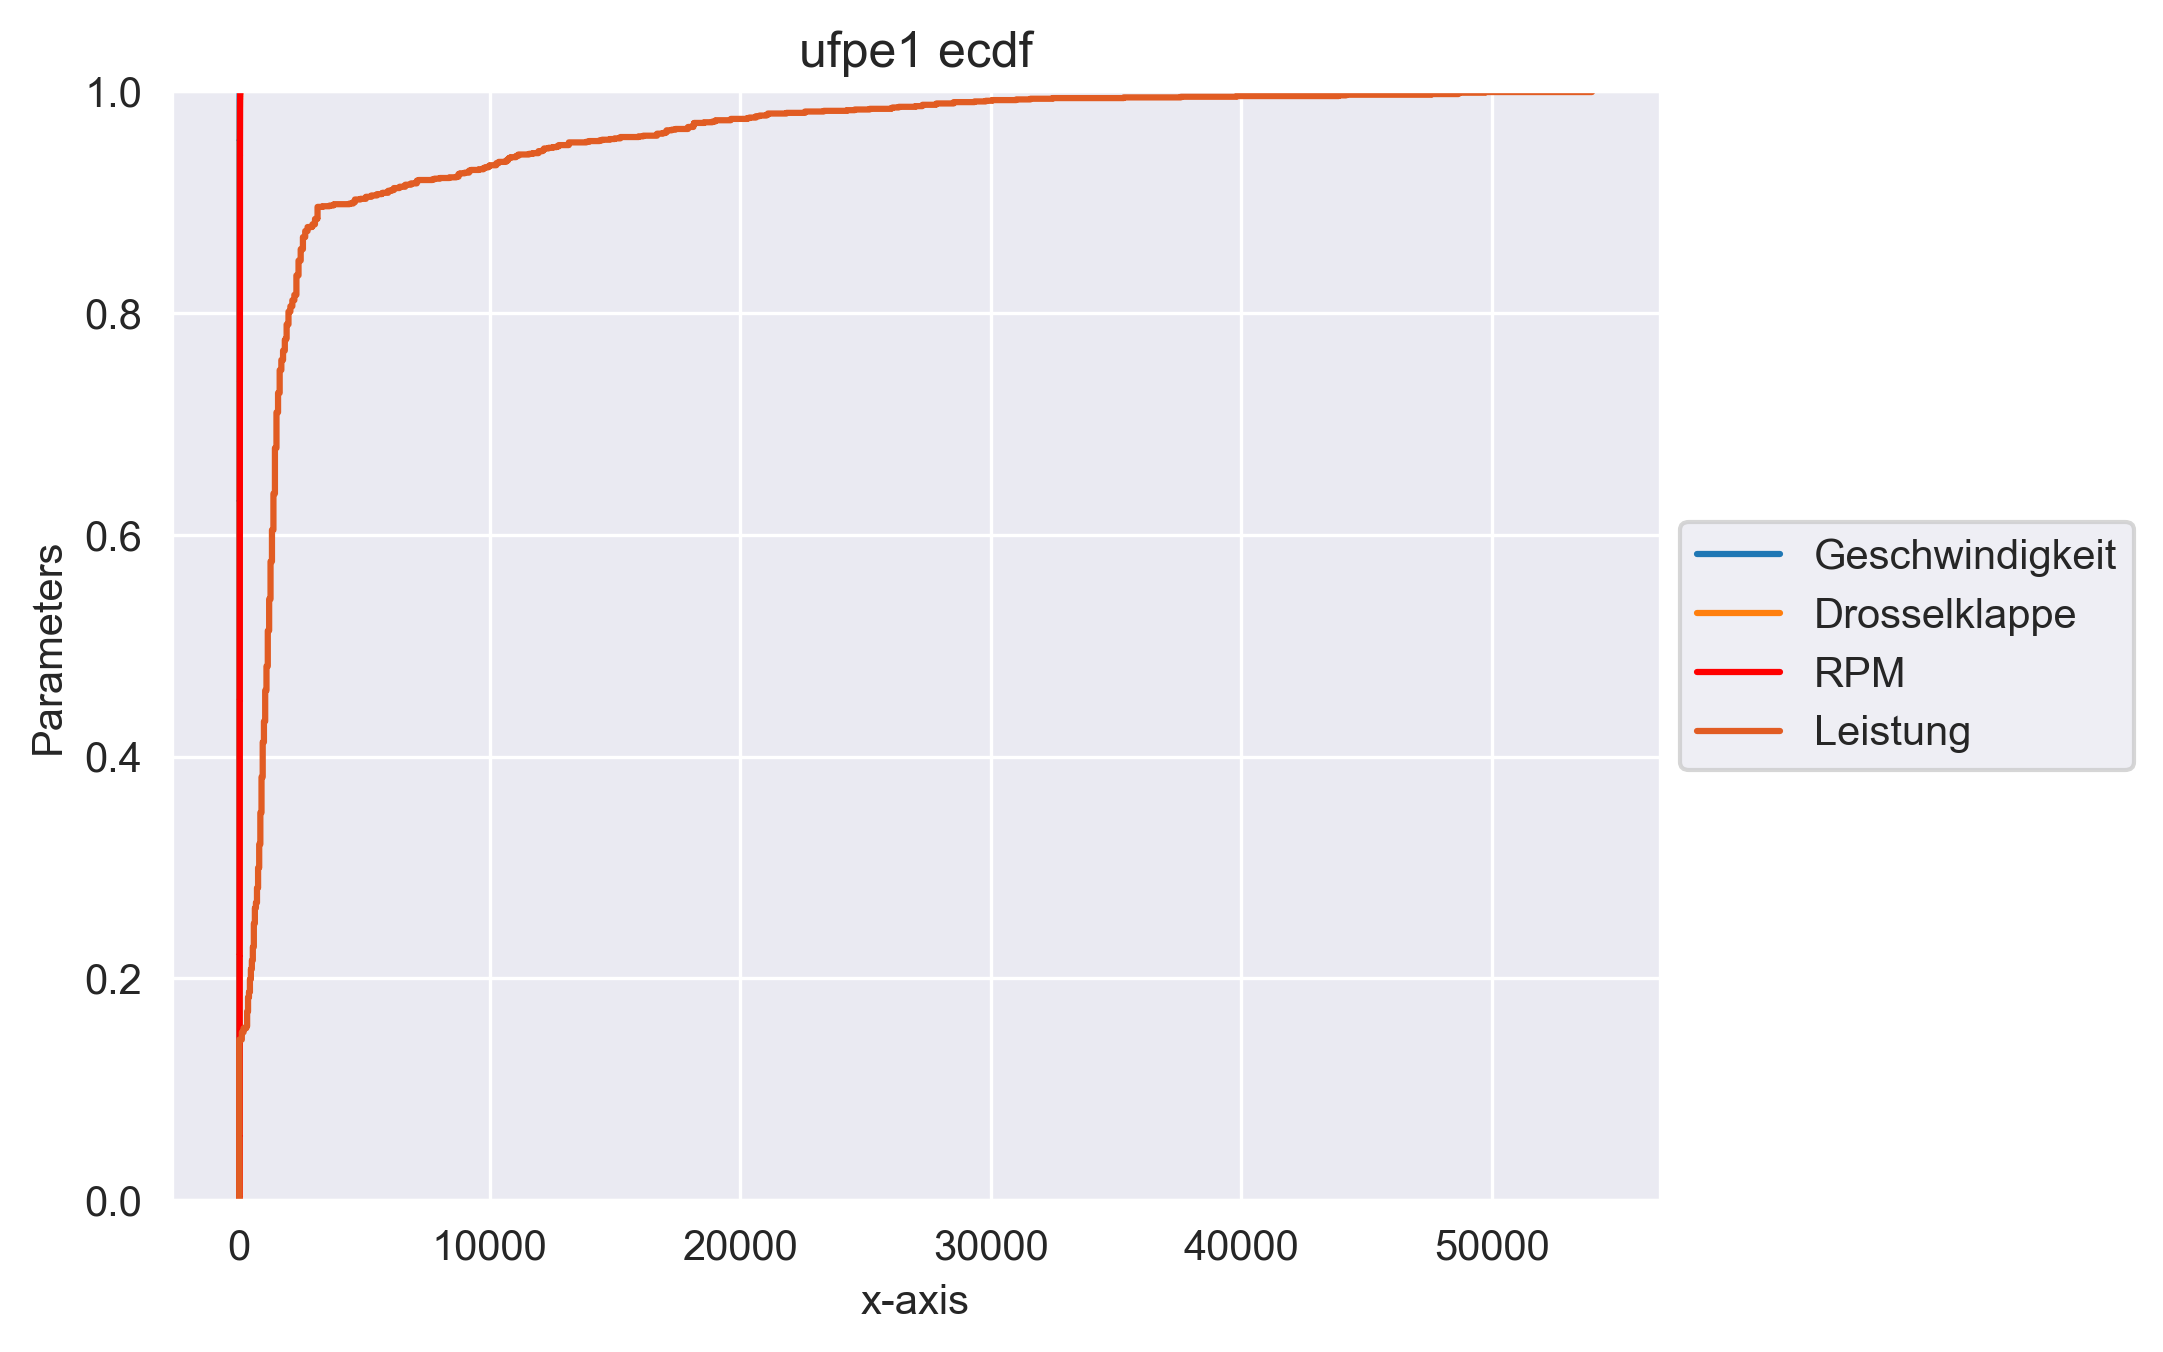 ufpe1 ecdf
1.0
0.8
0.6
0.4
0.2
0.0
Parameters
0 10000 20000 30000 40000 50000
x-axis
Geschwindigkeit
Drosselklappe
RPM
Leistung